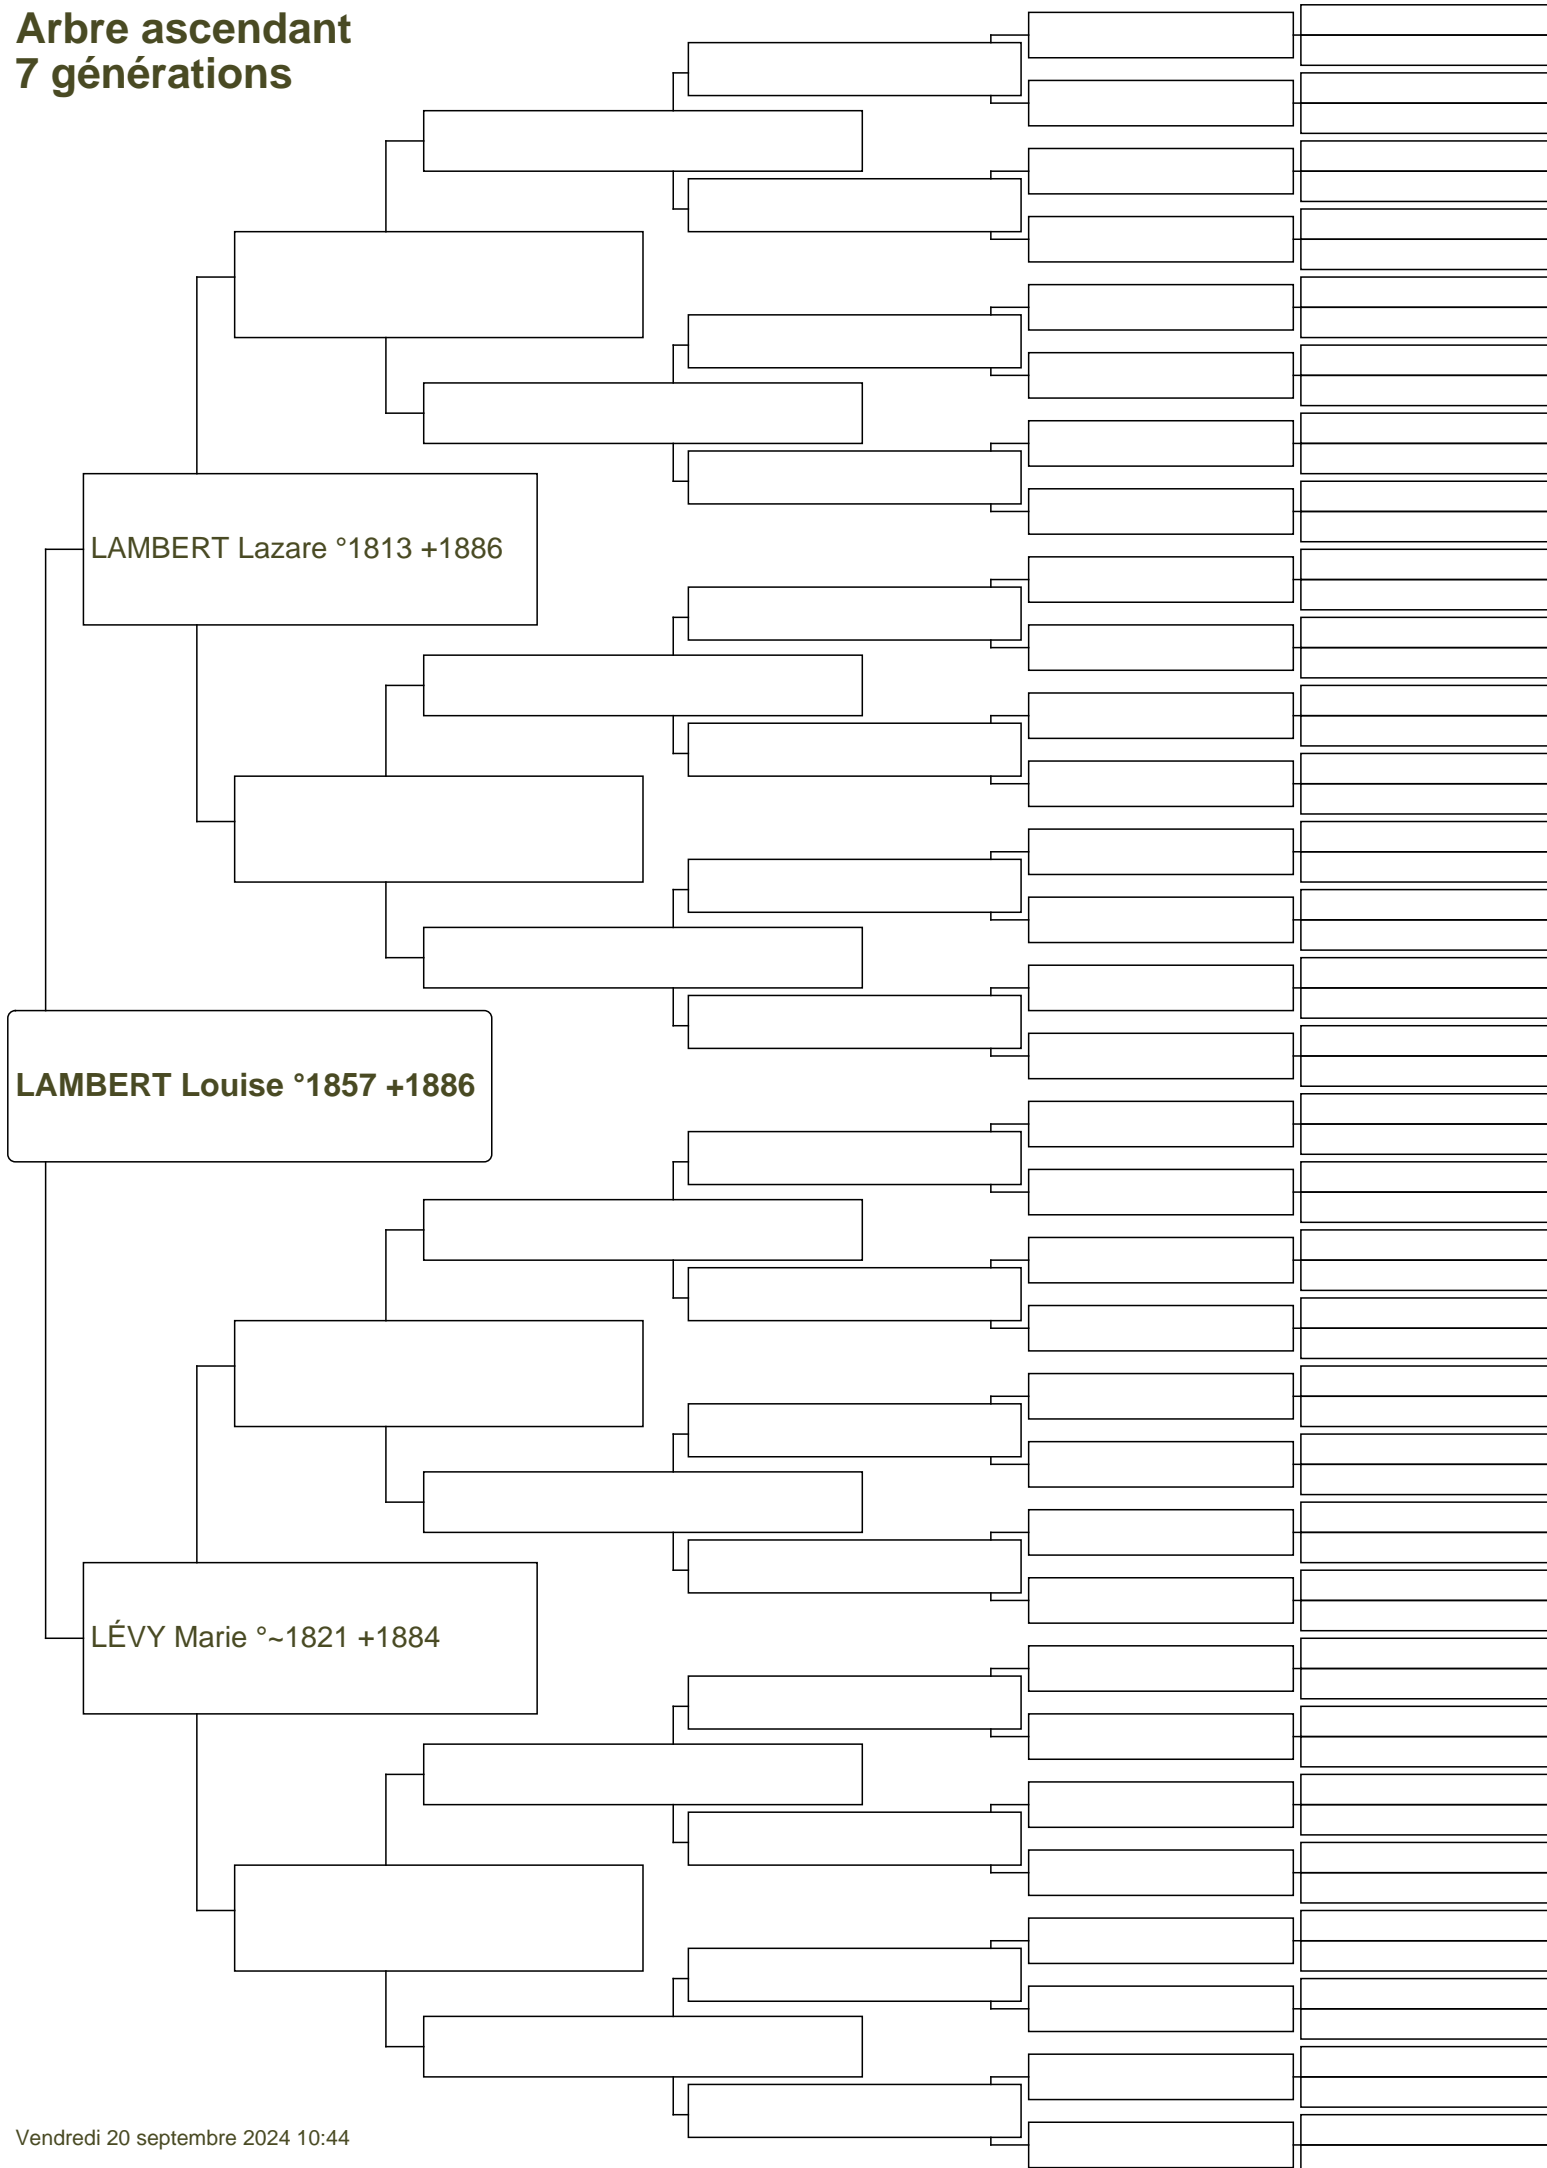 Arbre ascendant
7 générations
LAMBERT Lazare °1813 +1886
LAMBERT Louise °1857 +1886
LÉVY Marie °~1821 +1884
Vendredi 20 septembre 2024 10:44